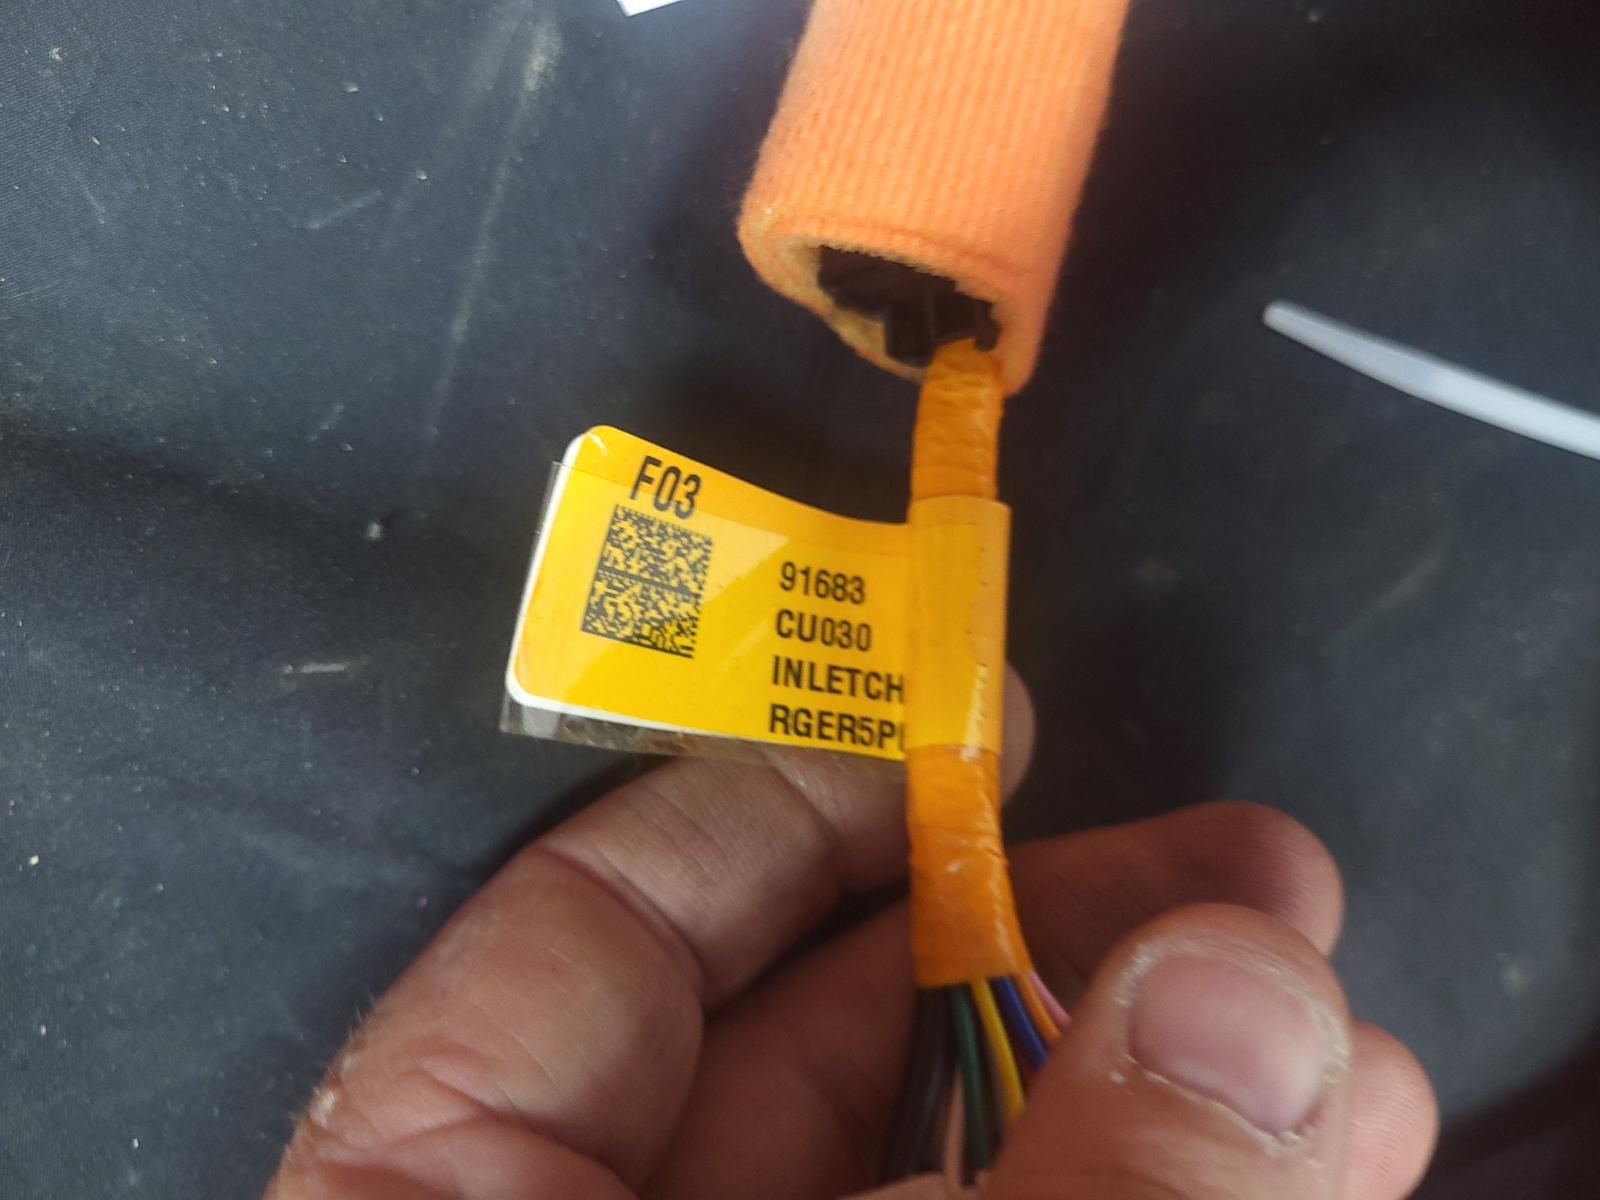 F03
91683
CU030
INLETCH
RGER5P